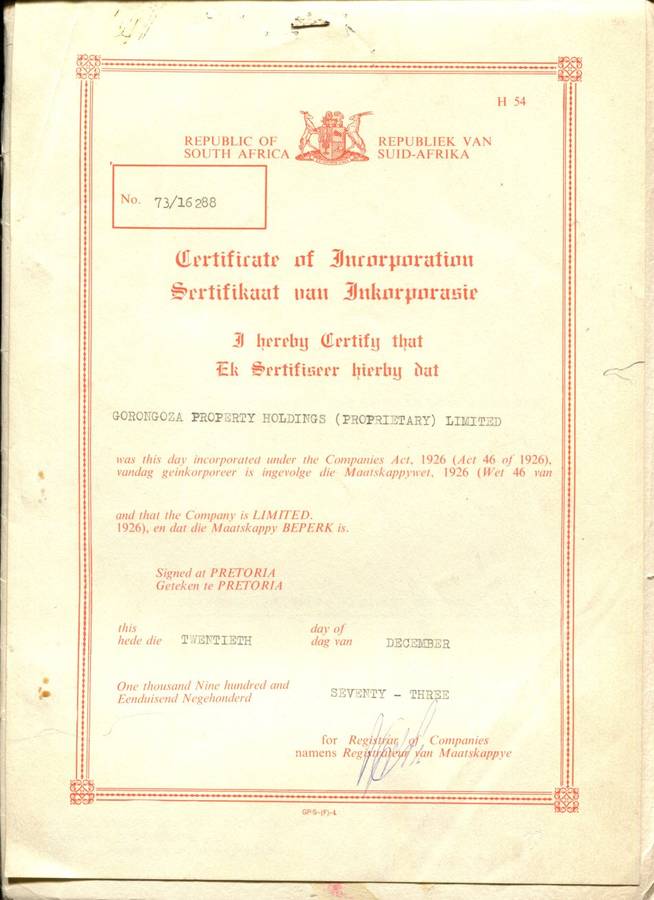 H 54
REPUBLIC OF REPUBLIEK VAN
SOUTH AFRICA SUID-AFRIKA
No. 73/16288
Certificate of Incorporation
Sertifikaat van Inkorporasie
I hereby Certify that
Ek Sertifiseer hierby dat
GORONGOZA PROPERTY HOLDINGS (PROPRIETARY) LIMITED
was this day incorporated under the Companies Act, 1926 (Act 46 of 1926),
vandag geinkorporeer is ingevolge die Maatskappywet, 1926 (Wet 46 van
and that the Company is LIMITED.
1926), en dat die Maatskappy BEPERK is.
Signed at PRETORIA
Geteken te PRETORIA
this day of
hede die TWENTIETH dag van DECEMBER
One thousand Nine hundred and
Eenduisend Negehonderd SEVENTY - THREE
for Registrar of Companies
namens Registrateur van Maatskappye